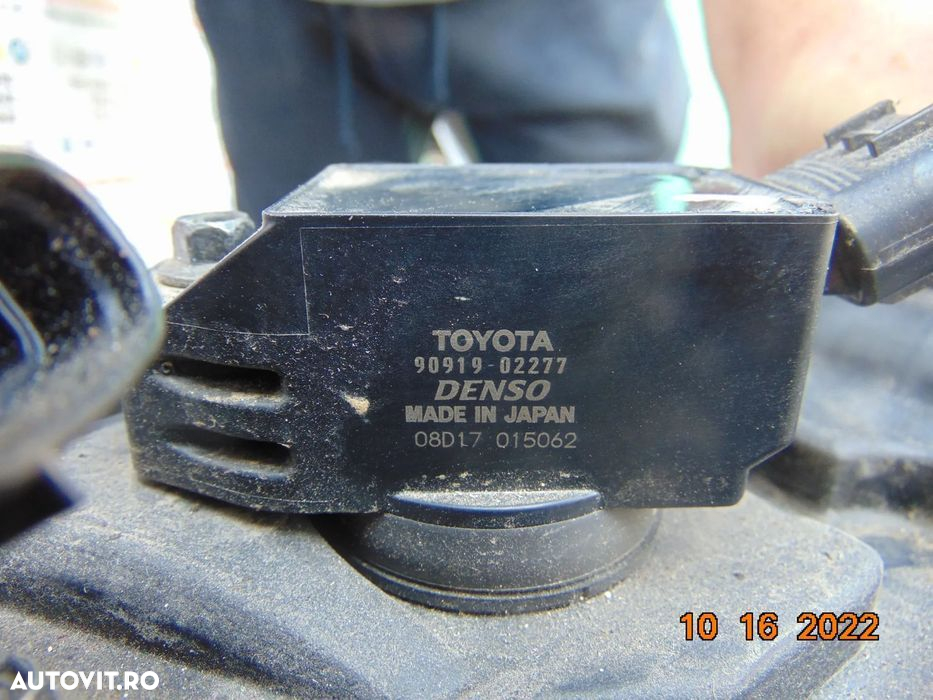 TOYOTA
90919-02277
DENSO
MADE IN JAPAN
08D17 015062
10 16 2022
AUTOVIT.RO